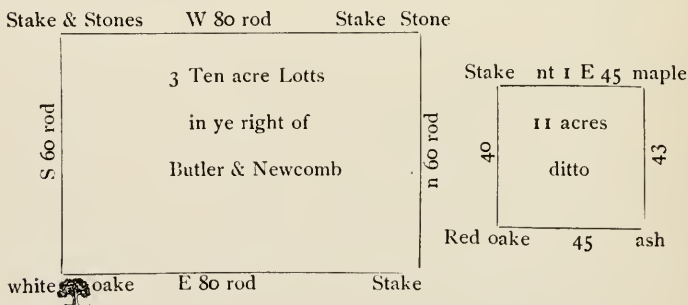 Stake & Stones W 80 rod Stake Stone
3 Ten acre Lotts
in ye right of
Butler & Newcomb
S 60 rod
n 60 rod
white oake E 80 rod Stake
Stake nt 1 E 45 maple
11 acres
ditto
40
43
Red oake 45 ash